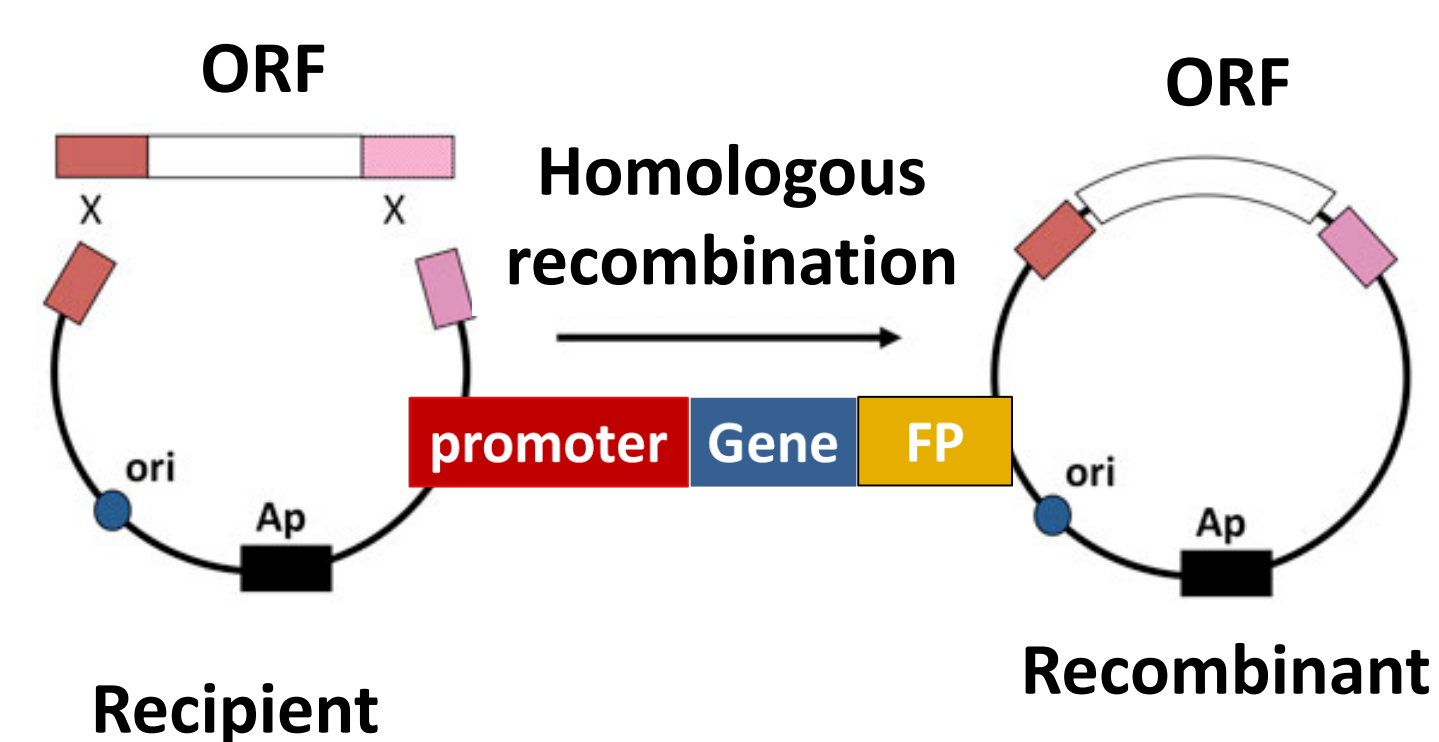 ORF
ORF
Homologous
recombination
X
X
promoter Gene FP
ori
Ap
ori
Ap
Recipient
Recombinant